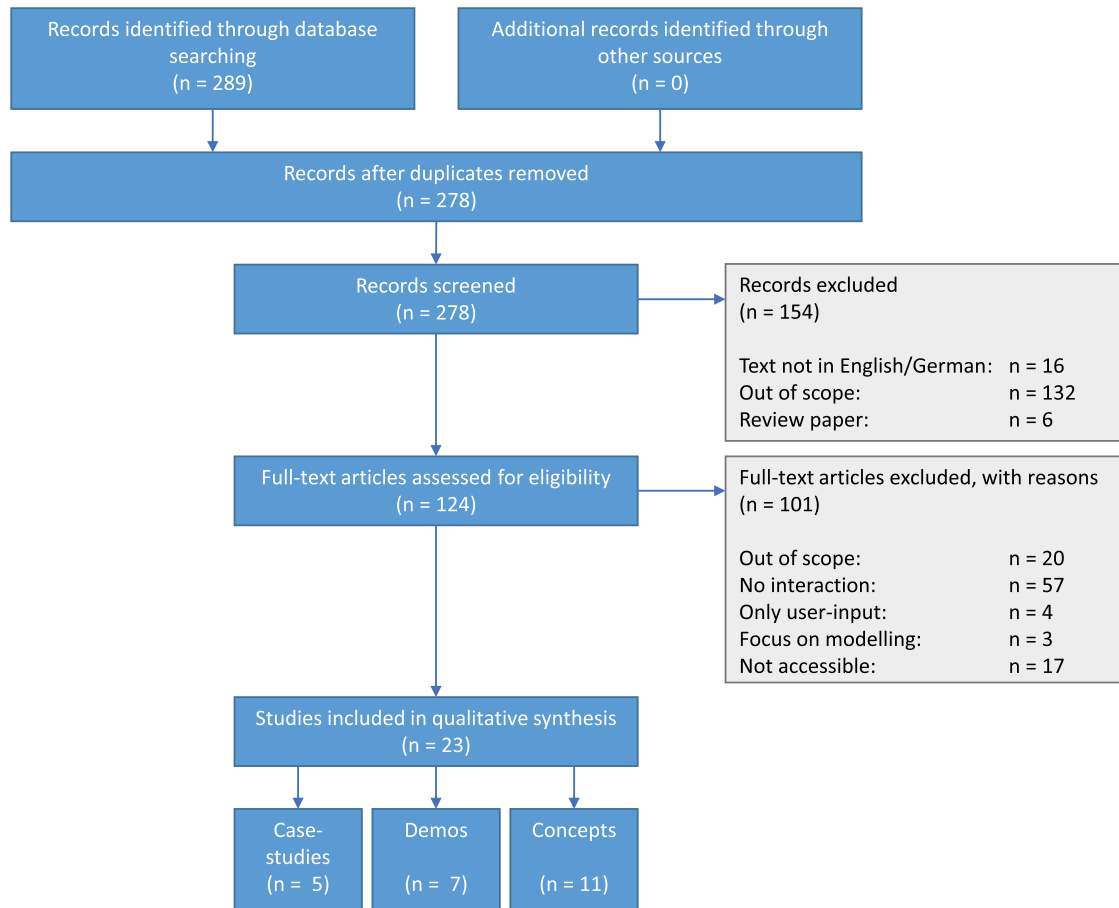 Records identified through database
searching
(n = 289)
Additional records identified through
other sources
(n = 0)
Records after duplicates removed
(n = 278)
Records screened
(n = 278)
Records excluded
(n = 154)
Text not in English/German: n = 16
Out of scope: n = 132
Review paper: n = 6
Full-text articles assessed for eligibility
(n = 124)
Full-text articles excluded, with reasons
(n = 101)
Out of scope: n = 20
No interaction: n = 57
Only user-input: n = 4
Focus on modelling: n = 3
Not accessible: n = 17
Studies included in qualitative synthesis
(n = 23)
Case-
studies
(n = 5)
Demos
(n = 7)
Concepts
(n = 11)